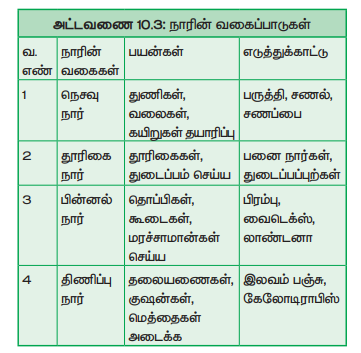 அட்டவணை 10.3: நாரின் வகைப்பாடுகள்
வ. எண் நாரின் வகைகள் பயன்கள் எடுத்துக்காட்டு
1 நெசவு நார் துணிகள், வலைகள், கயிறுகள் தயாரிப்பு பருத்தி, சணல், சணப்பை
2 தூரிகை நார் தூரிகைகள், துடைப்பம் செய்ய பனை நார்கள், துடைப்பப்புற்கள்
3 பின்னல் நார் தொப்பிகள், கூடைகள், மரச்சாமான்கள் செய்ய பிரம்பு, வைடெக்ஸ், லாண்டனா
4 திணிப்பு நார் தலையணைகள், குஷன்கள், மெத்தைகள் அடைக்க இலவம் பஞ்சு, கேலோடிராபிஸ்